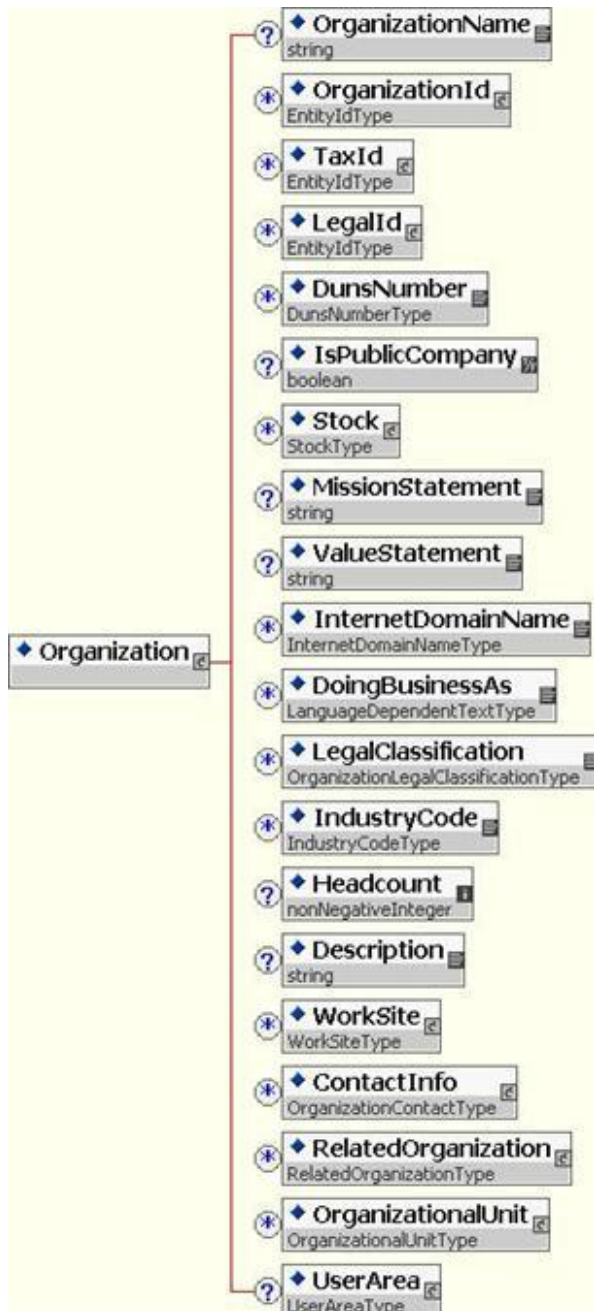 OrganizationName
string
OrganizationId
EntityIdType
TaxId
EntityIdType
LegalId
EntityIdType
DunsNumber
DunsNumberType
IsPublicCompany
boolean
Stock
StockType
MissionStatement
string
ValueStatement
string
InternetDomainName
InternetDomainNameType
Organization
DoingBusinessAs
LanguageDependentTextType
LegalClassification
OrganizationLegalClassificationType
IndustryCode
IndustryCodeType
Headcount
nonNegativeInteger
Description
string
WorkSite
WorkSiteType
ContactInfo
OrganizationContactType
RelatedOrganization
RelatedOrganizationType
OrganizationalUnit
OrganizationalUnitType
UserArea
UserAreaType